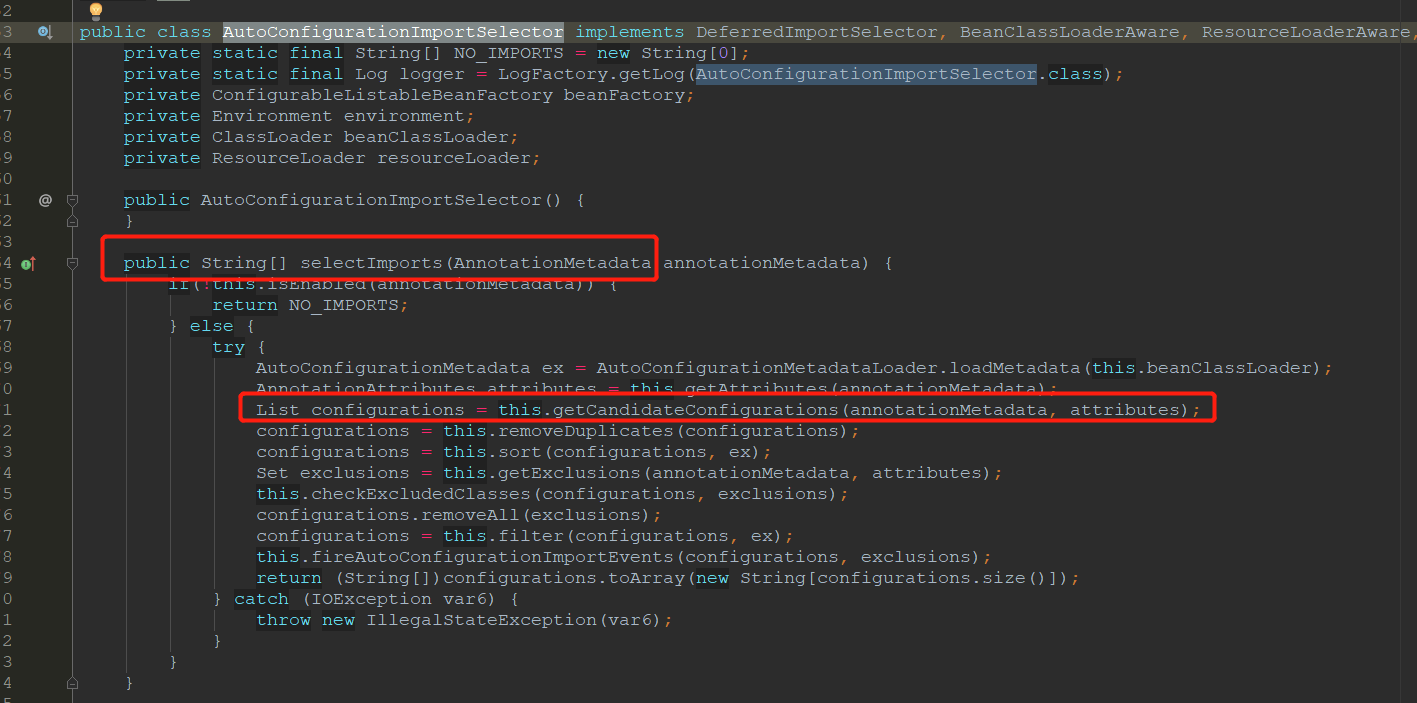 2
3 public class AutoConfigurationImportSelector implements DeferredImportSelector, BeanClassLoaderAware, ResourceLoaderAware,
4 private static final String[] NO_IMPORTS = new String[0];
5 private static final Log logger = LogFactory.getLog(AutoConfigurationImportSelector.class);
6 private ConfigurableListableBeanFactory beanFactory;
7 private Environment environment;
8 private ClassLoader beanClassLoader;
9 private ResourceLoader resourceLoader;
0
1 @ public AutoConfigurationImportSelector() {
2 }
3
4 public String[] selectImports(AnnotationMetadata annotationMetadata) {
5 if(!this.isEnabled(annotationMetadata)) {
6 return NO_IMPORTS;
7 } else {
8 try {
9 AutoConfigurationMetadata ex = AutoConfigurationMetadataLoader.loadMetadata(this.beanClassLoader);
0 AnnotationAttributes attributes = this.getAttributes(annotationMetadata);
1 List configurations = this.getCandidateConfigurations(annotationMetadata, attributes);
2 configurations = this.removeDuplicates(configurations);
3 configurations = this.sort(configurations, ex);
4 Set exclusions = this.getExclusions(annotationMetadata, attributes);
5 this.checkExcludedClasses(configurations, exclusions);
6 configurations.removeAll(exclusions);
7 configurations = this.filter(configurations, ex);
8 this.fireAutoConfigurationImportEvents(configurations, exclusions);
9 return (String[])configurations.toArray(new String[configurations.size()]);
0 } catch (IOException var6) {
1 throw new IllegalStateException(var6);
2 }
3 }
4 }